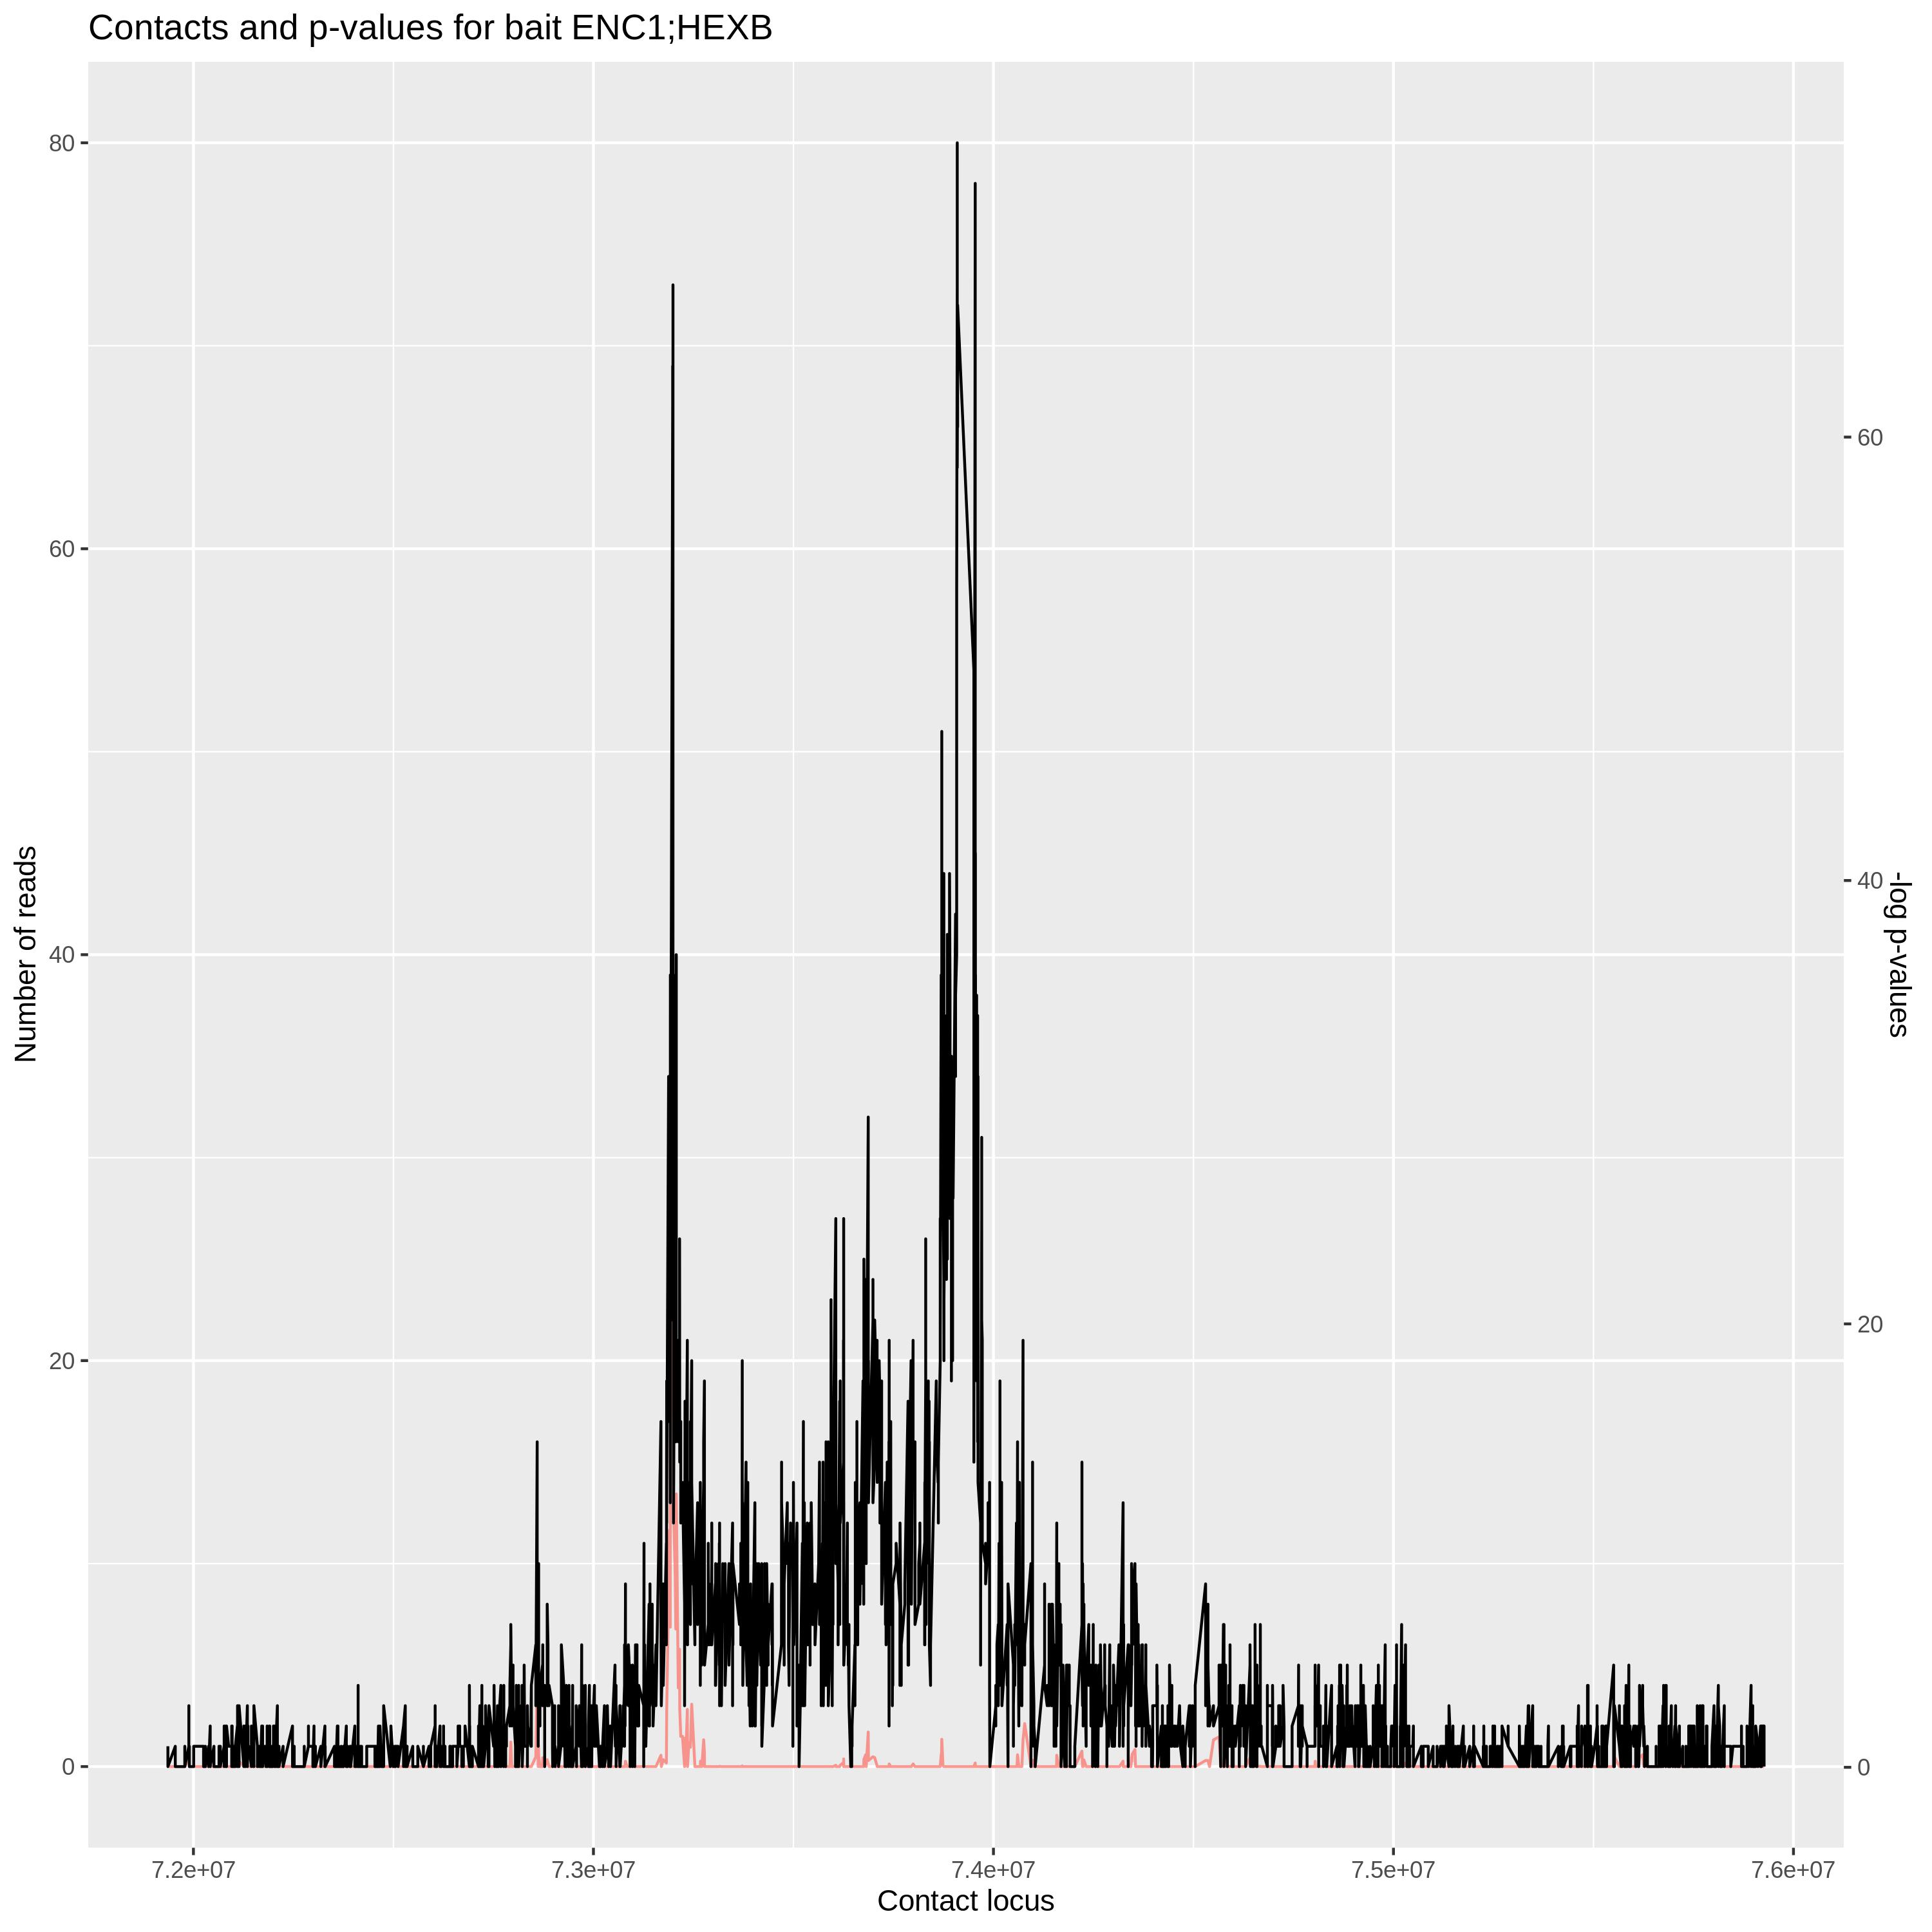 Contacts and p-values for bait ENC1;HEXB
80
60
40
20
0
Number of reads
60
40
20
0
-log p-values
7.2e+07 7.3e+07 7.4e+07 7.5e+07 7.6e+07
Contact locus